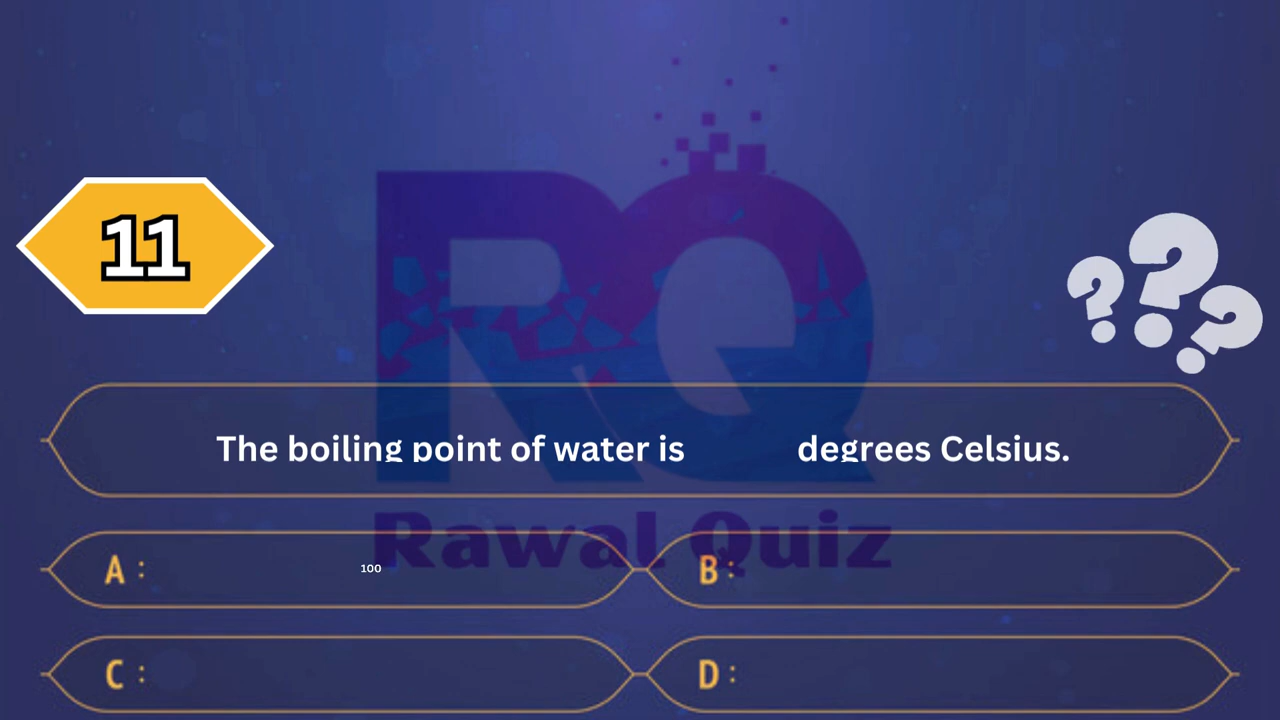 11
The boiling point of water is degrees Celsius.
A : 100
B :
C :
D :
RQ
Rawal Quiz